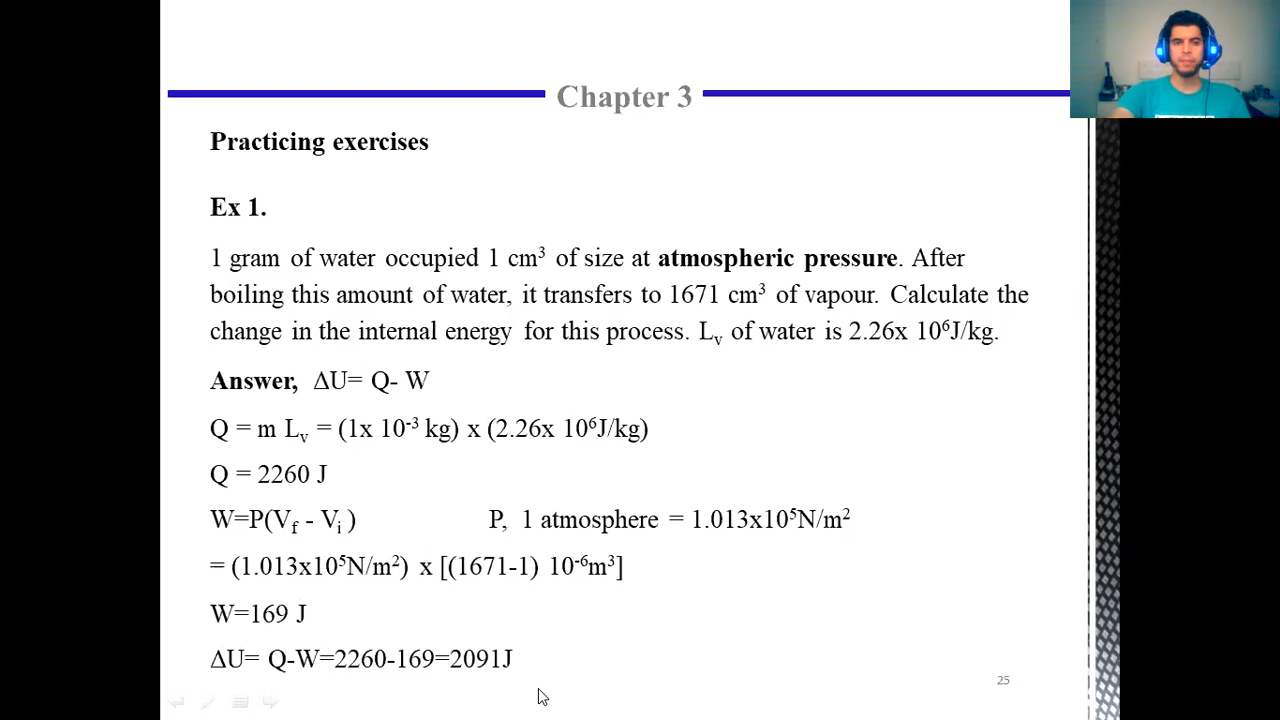 Chapter 3
Practicing exercises
Ex 1.
1 gram of water occupied 1 cm³ of size at atmospheric pressure. After
boiling this amount of water, it transfers to 1671 cm³ of vapour. Calculate the
change in the internal energy for this process. Lᵥ of water is 2.26x 10⁶J/kg.
Answer, ΔU= Q- W
Q = m Lᵥ = (1x 10⁻³ kg) x (2.26x 10⁶J/kg)
Q = 2260 J
W=P(V_f - V_i ) P, 1 atmosphere = 1.013x10⁵N/m²
= (1.013x10⁵N/m²) x [(1671-1) 10⁻⁶m³]
W=169 J
ΔU= Q-W=2260-169=2091J
25